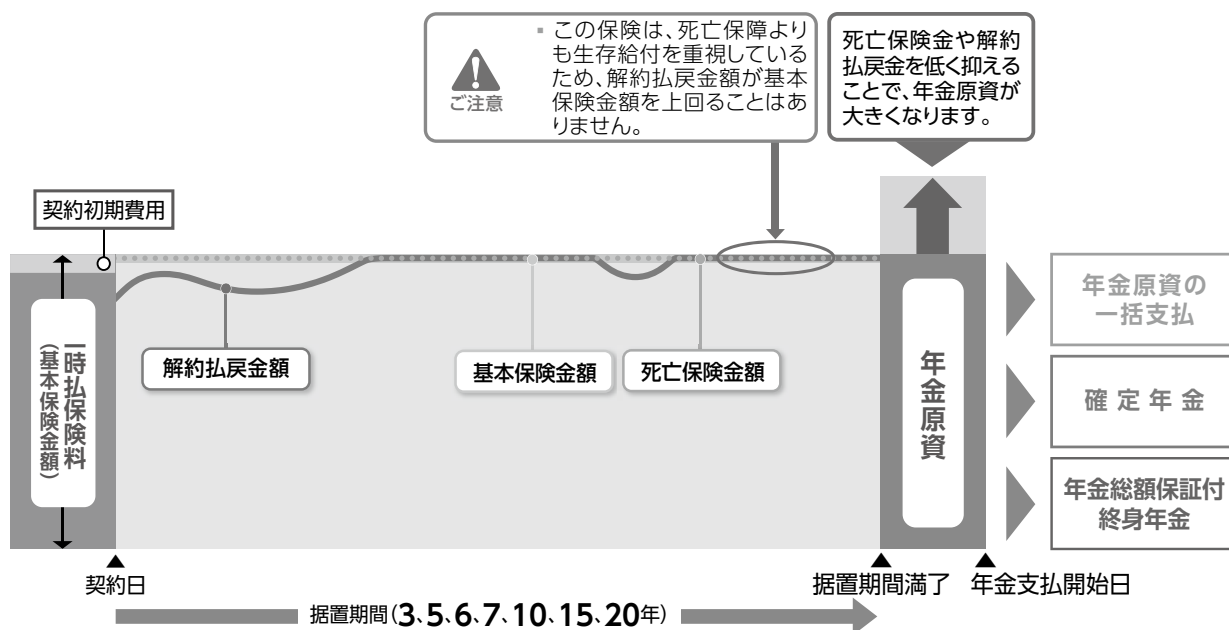 ご注意
▪ この保険は、死亡保障より
も生存給付を重視している
ため、解約払戻金額が基本
保険金額を上回ることはあ
りません。
死亡保険金や解約
払戻金を低く抑える
ことで、年金原資が
大きくなります。
契約初期費用
一時払保険料
(基本保険金額)
解約払戻金額
基本保険金額
死亡保険金額
年金原資
年金原資の
一括支払
確定年金
年金総額保証付
終身年金
契約日
据置期間満了
年金支払開始日
据置期間(3、5、6、7、10、15、20年)